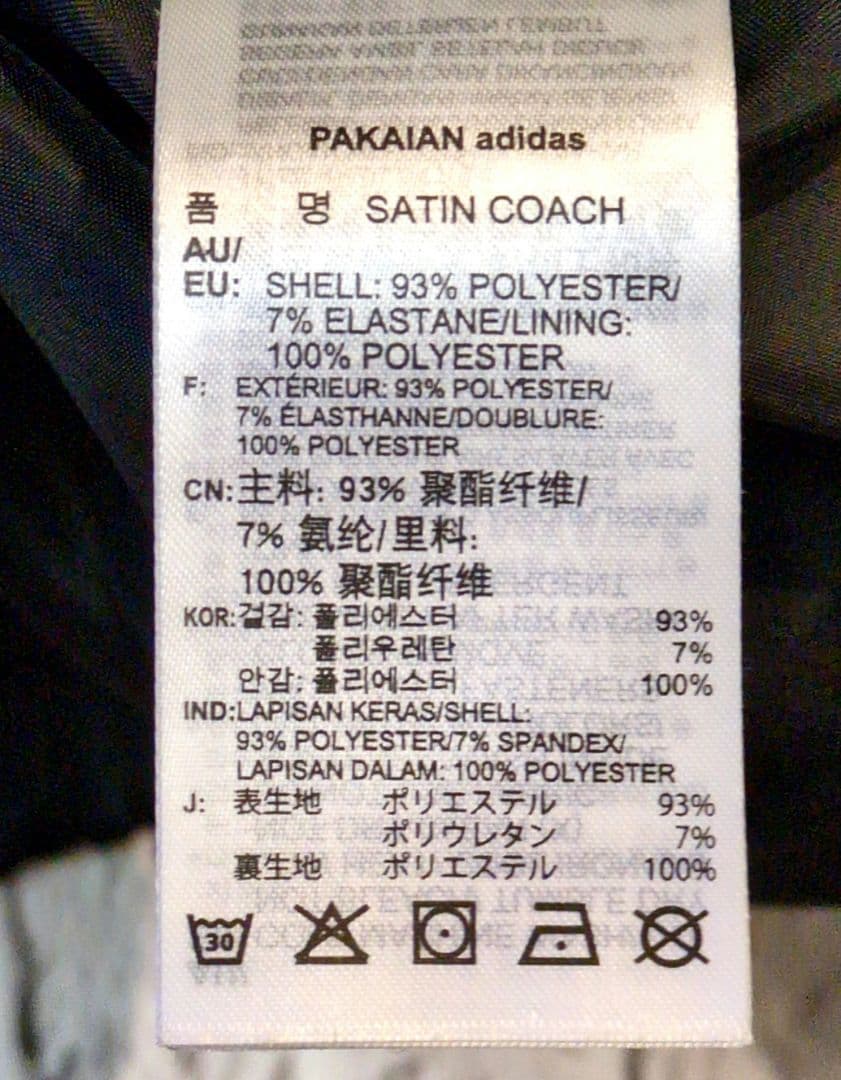 PAKAIAN adidas
품 명 SATIN COACH
AU/
EU: SHELL: 93% POLYESTER/
7% ELASTANE/LINING:
100% POLYESTER
F: EXTÉRIEUR: 93% POLYESTER/
7% ÉLASTHANNE/DOUBLURE:
100% POLYESTER
CN: 主料: 93% 聚酯纤维/
7% 氨纶/里料:
100% 聚酯纤维
KOR: 겉감: 폴리에스터 93%
폴리우레탄 7%
안감: 폴리에스터 100%
IND: LAPISAN KERAS/SHELL:
93% POLYESTER/7% SPANDEX/
LAPISAN DALAM: 100% POLYESTER
J: 表生地 ポリエステル 93%
ポリウレタン 7%
裏生地 ポリエステル 100%
30